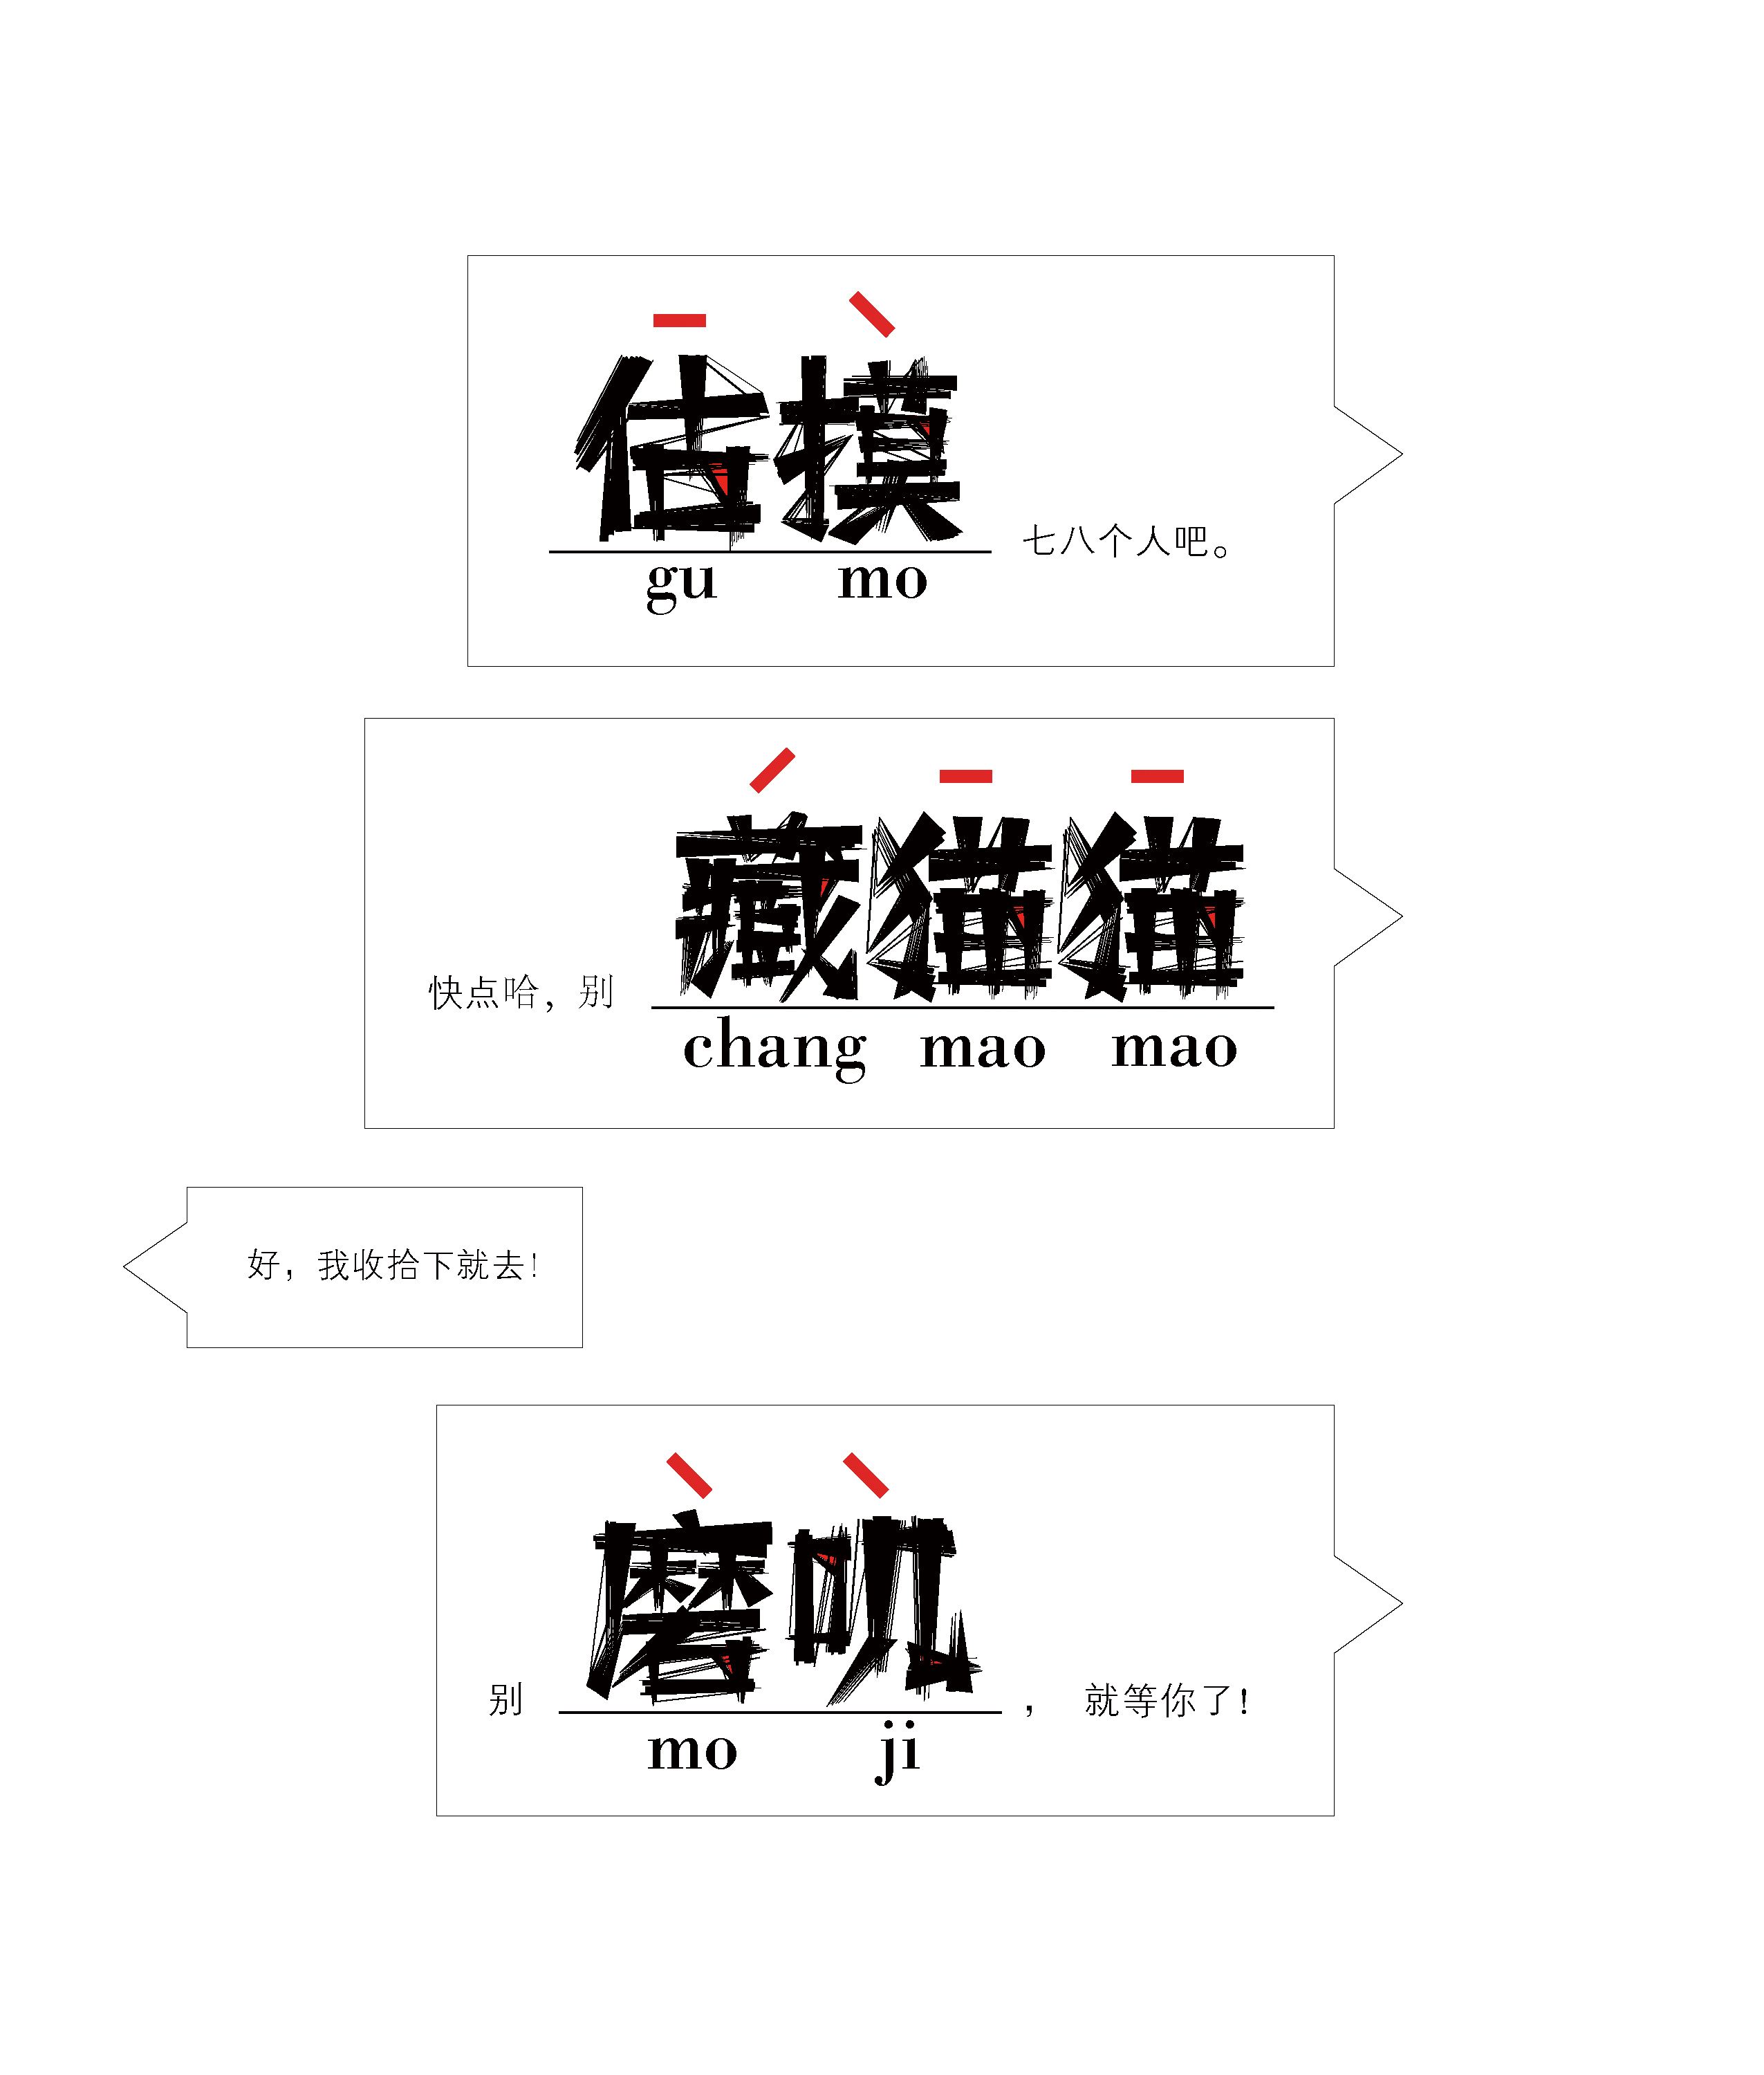 估摸 七八个人吧。
gu mo
快点哈，别 藏猫猫
chang mao mao
好，我收拾下就去！
别 磨叽 ， 就等你了！
mo ji